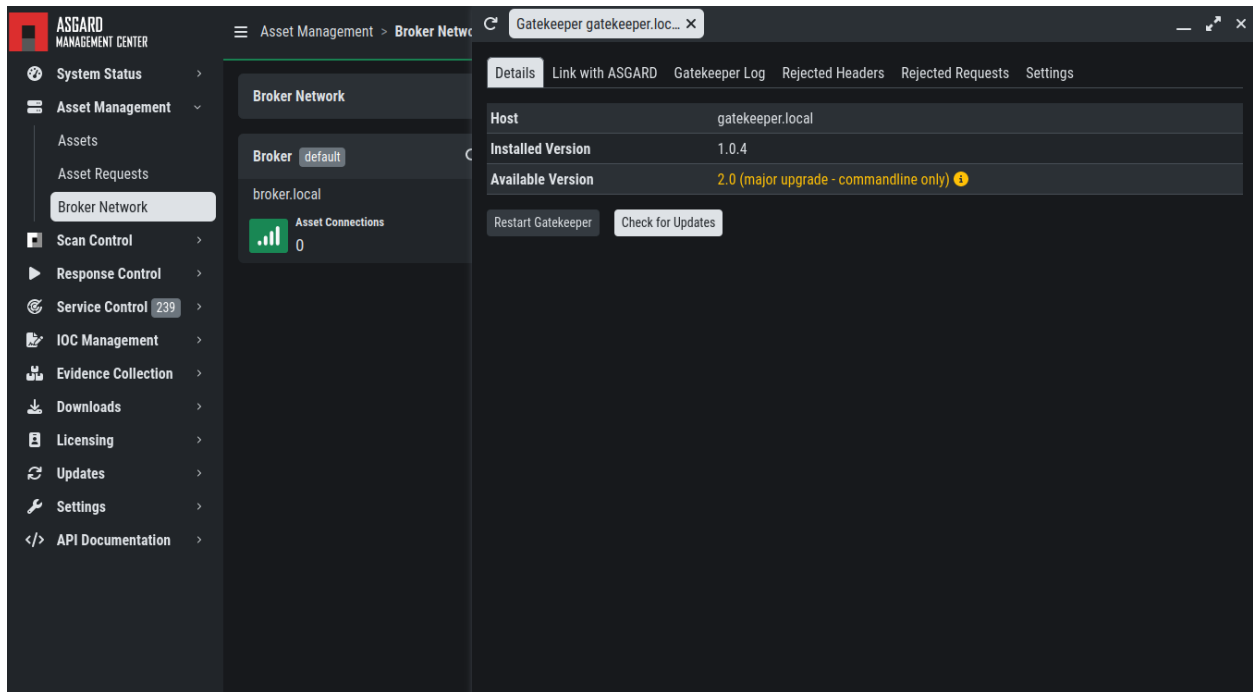 ASGARD
MANAGEMENT CENTER
System Status
Asset Management
Assets
Asset Requests
Broker Network
Scan Control
Response Control
Service Control 239
IOC Management
Evidence Collection
Downloads
Licensing
Updates
Settings
</> API Documentation
Asset Management > Broker Netwo
Broker Network
Broker default
broker.local
Asset Connections
0
Gatekeeper gatekeeper.loc...
Details Link with ASGARD Gatekeeper Log Rejected Headers Rejected Requests Settings
Host gatekeeper.local
Installed Version 1.0.4
Available Version 2.0 (major upgrade - commandline only)
Restart Gatekeeper Check for Updates